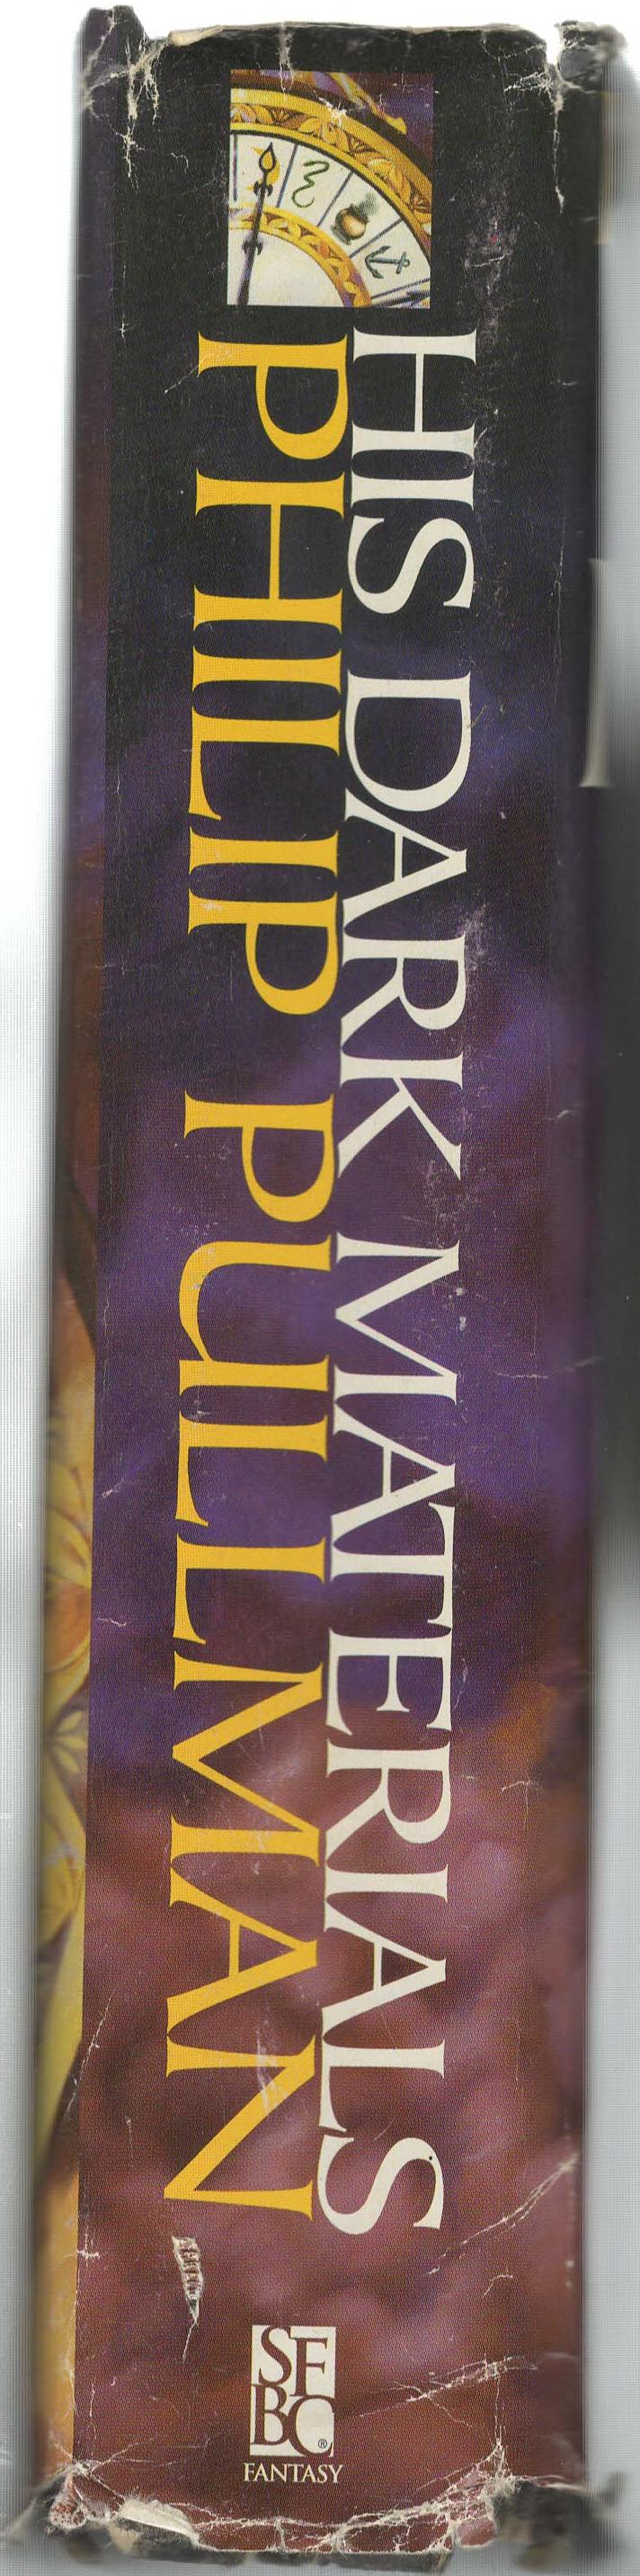 HIS DARK MATERIALS
PHILIP PULLMAN
SF
BC®
FANTASY